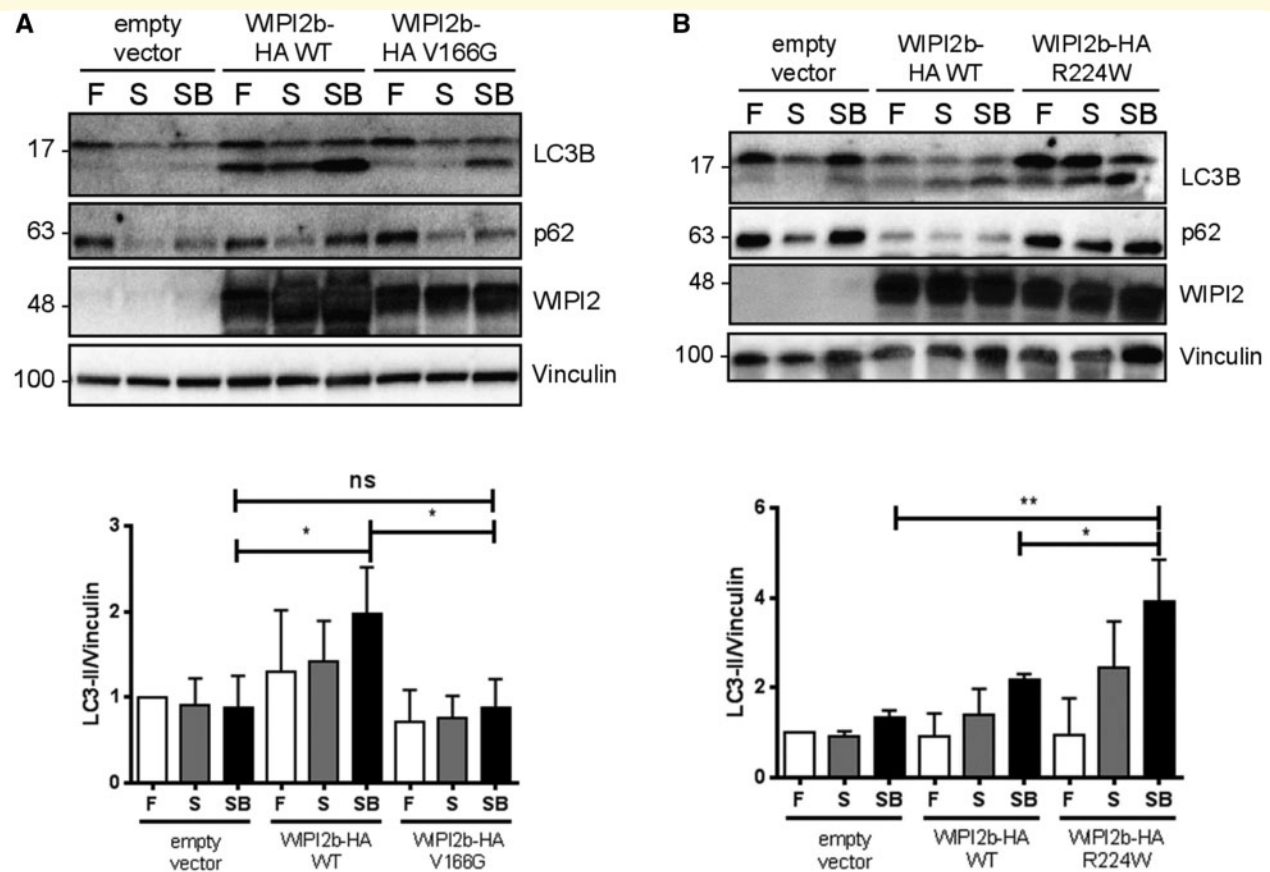 A
empty vector
WIPI2b-HA WT
WIPI2b-HA V166G
F S SB F S SB F S SB
17
LC3B
63
p62
48
WIPI2
100
Vinculin
ns
*
*
3
2
1
0
LC3-II/Vinculin
F S SB F S SB F S SB
empty vector
WIPI2b-HA WT
WIPI2b-HA V166G
B
empty vector
WIPI2b-HA WT
WIPI2b-HA R224W
F S SB F S SB F S SB
17
LC3B
63
p62
48
WIPI2
100
Vinculin
**
*
6
4
2
0
LC3-II/Vinculin
F S SB F S SB F S SB
empty vector
WIPI2b-HA WT
WIPI2b-HA R224W